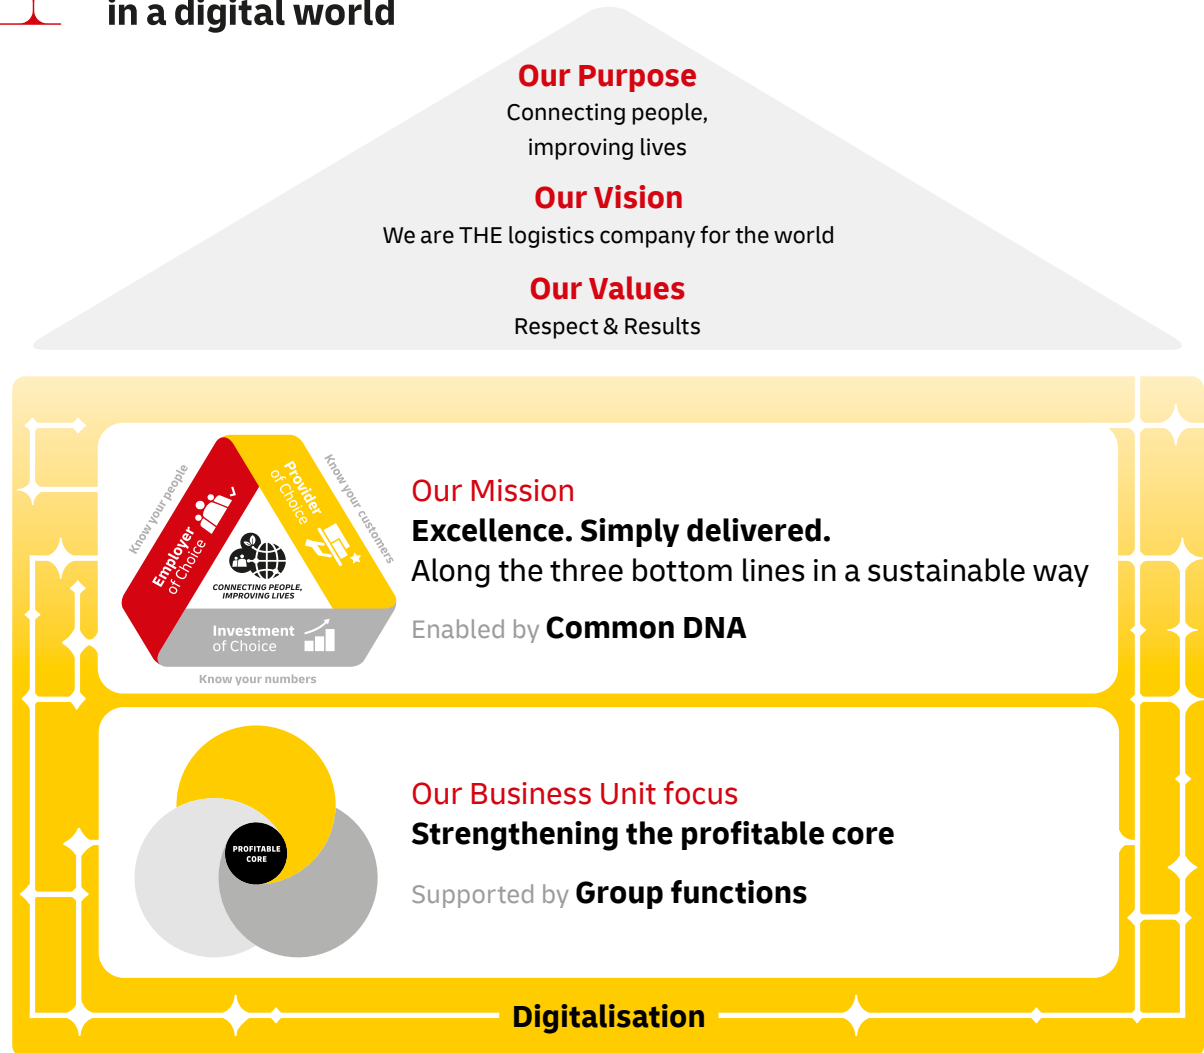 in a digital world
Our Purpose
Connecting people,
improving lives
Our Vision
We are THE logistics company for the world
Our Values
Respect & Results
Know your people
Employer
of Choice
Provider
of Choice
Know your customers
CONNECTING PEOPLE,
IMPROVING LIVES
Investment
of Choice
Know your numbers
Our Mission
Excellence. Simply delivered.
Along the three bottom lines in a sustainable way
Enabled by Common DNA
PROFITABLE
CORE
Our Business Unit focus
Strengthening the profitable core
Supported by Group functions
Digitalisation